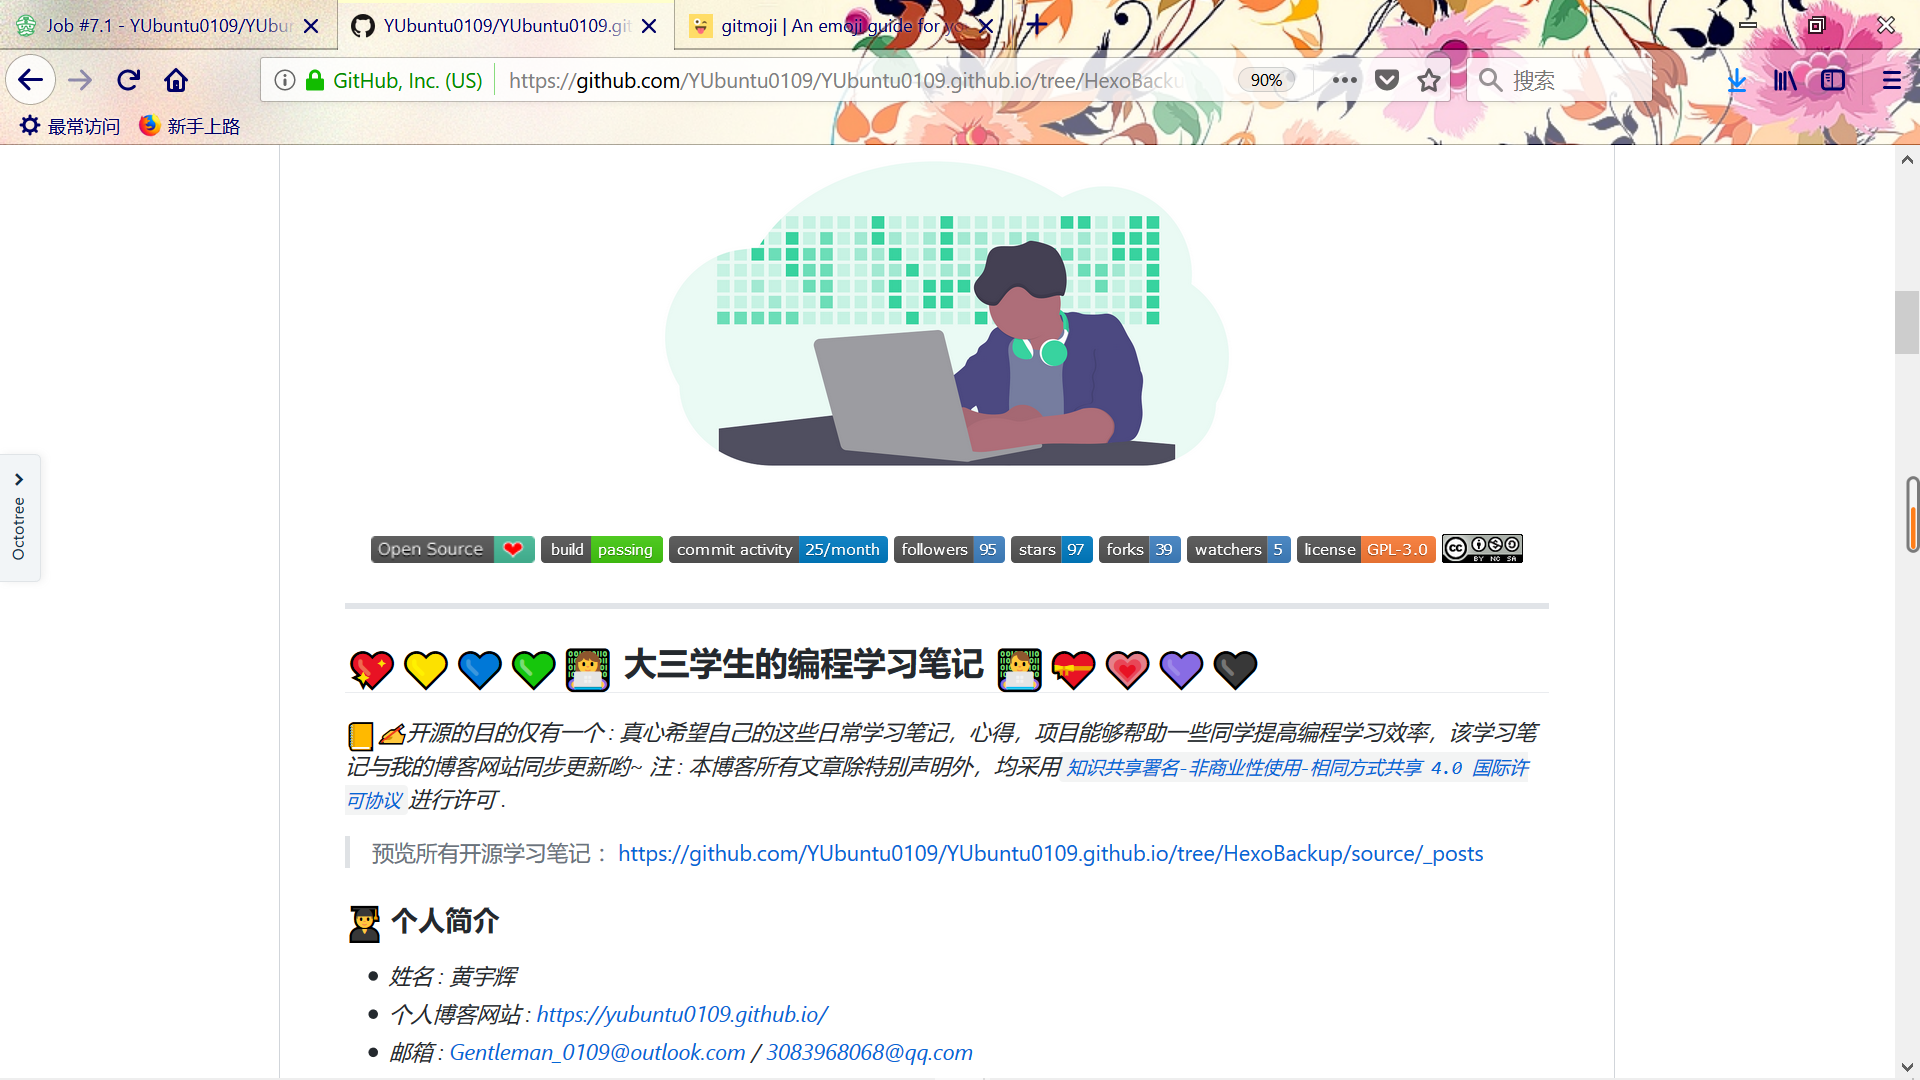 Job #7.1 - YUbuntu0109/YUbur
YUbuntu0109/YUbuntu0109.git
gitmoji | An emoji guide for y
GitHub, Inc. (US)
https://github.com/YUbuntu0109/YUbuntu0109.github.io/tree/HexoBacku
90%
搜索
最常访问
新手上路
Octotree
Open Source
build passing
commit activity 25/month
followers 95
stars 97
forks 39
watchers 5
license GPL-3.0
cc BY NC SA
大三学生的编程学习笔记
开源的目的仅有一个 : 真心希望自己的这些日常学习笔记，心得，项目能够帮助一些同学提高编程学习效率，该学习笔
记与我的博客网站同步更新哟~ 注 : 本博客所有文章除特别声明外，均采用 知识共享署名-非商业性使用-相同方式共享 4.0 国际许
可协议 进行许可 .
预览所有开源学习笔记 : https://github.com/YUbuntu0109/YUbuntu0109.github.io/tree/HexoBackup/source/_posts
个人简介
姓名 : 黄宇辉
个人博客网站 : https://yubuntu0109.github.io/
邮箱 : Gentleman_0109@outlook.com / 3083968068@qq.com